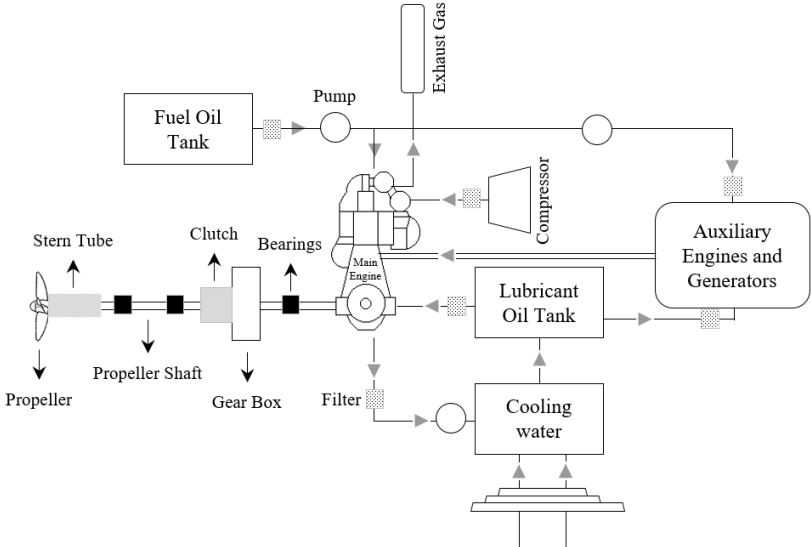 Exhaust Gas
Pump
Fuel Oil
Tank
Compressor
Auxiliary
Engines and
Generators
Stern Tube
Clutch
Bearings
Main
Engine
Lubricant
Oil Tank
Propeller Shaft
Propeller
Gear Box
Filter
Cooling
water